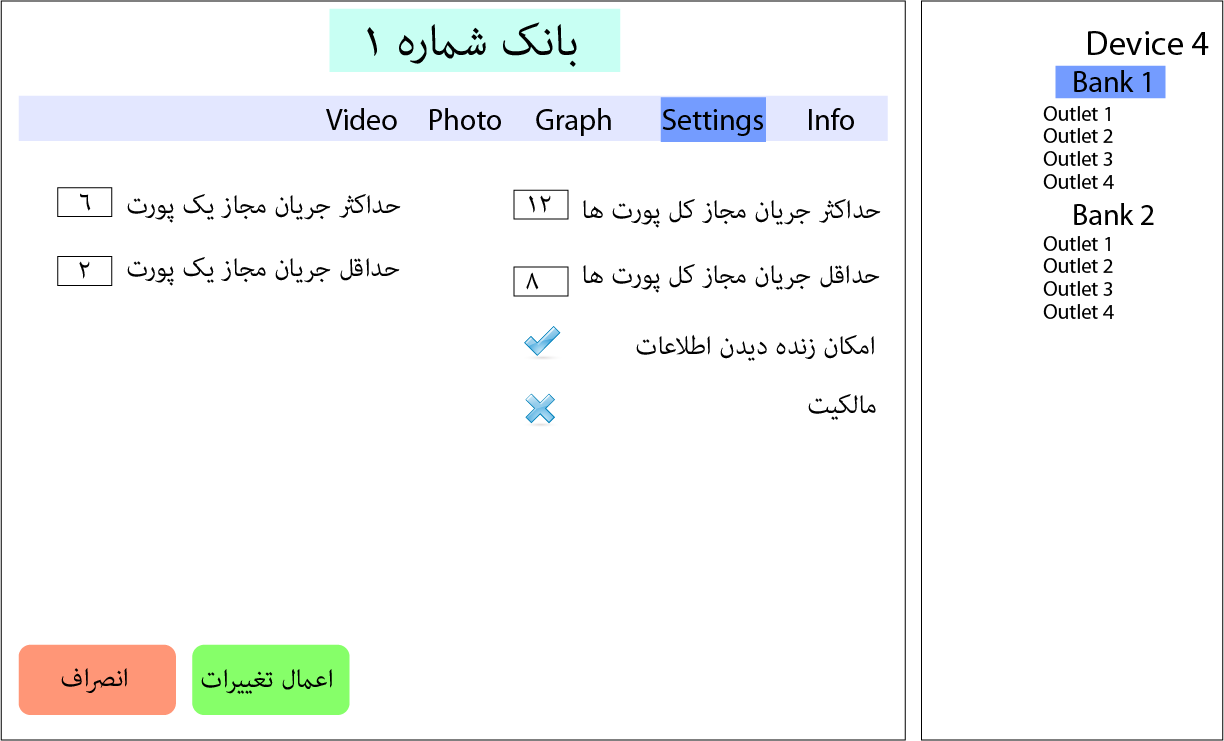 بانک شماره ۱
Video Photo Graph Settings Info
حداکثر جریان مجاز کل پورت ها ۱۲
حداکثر جریان مجاز یک پورت ٦
حداقل جریان مجاز کل پورت ها ۸
حداقل جریان مجاز یک پورت ۲
امکان زنده دیدن اطلاعات
مالکیت
اعمال تغییرات
انصراف
Device 4
Bank 1
Outlet 1
Outlet 2
Outlet 3
Outlet 4
Bank 2
Outlet 1
Outlet 2
Outlet 3
Outlet 4